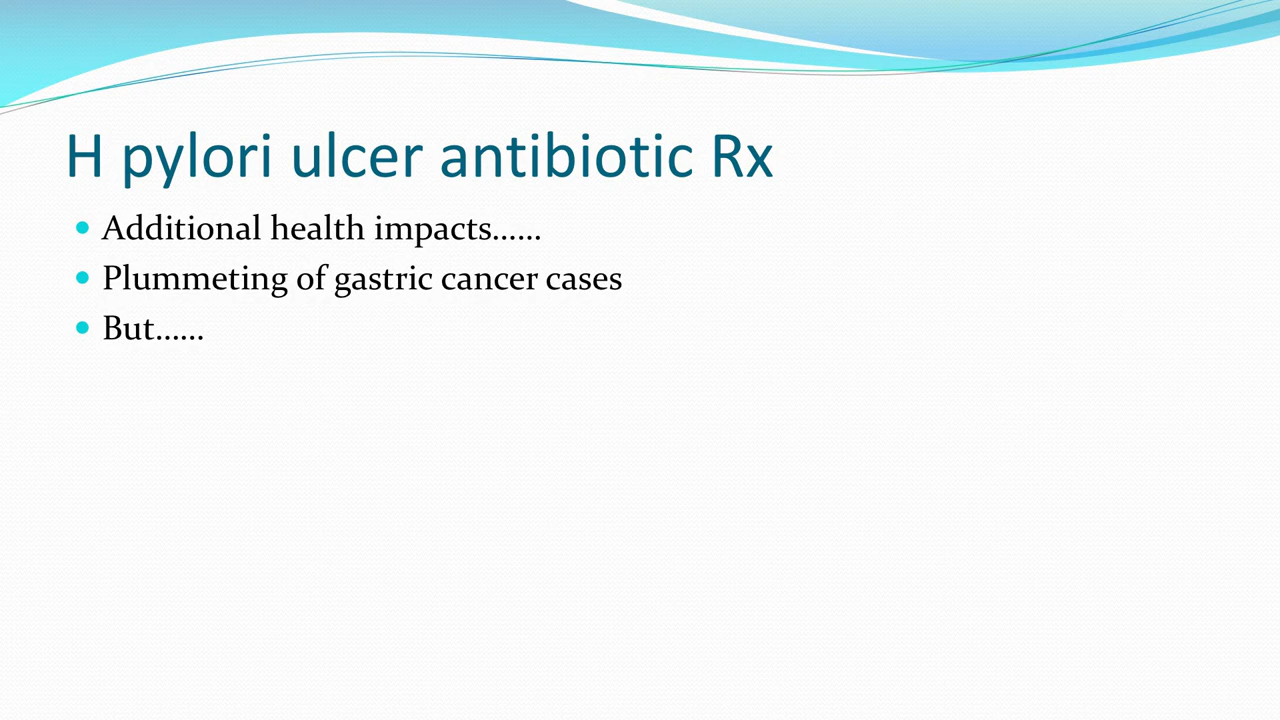 H pylori ulcer antibiotic Rx
Additional health impacts……
Plummeting of gastric cancer cases
But……